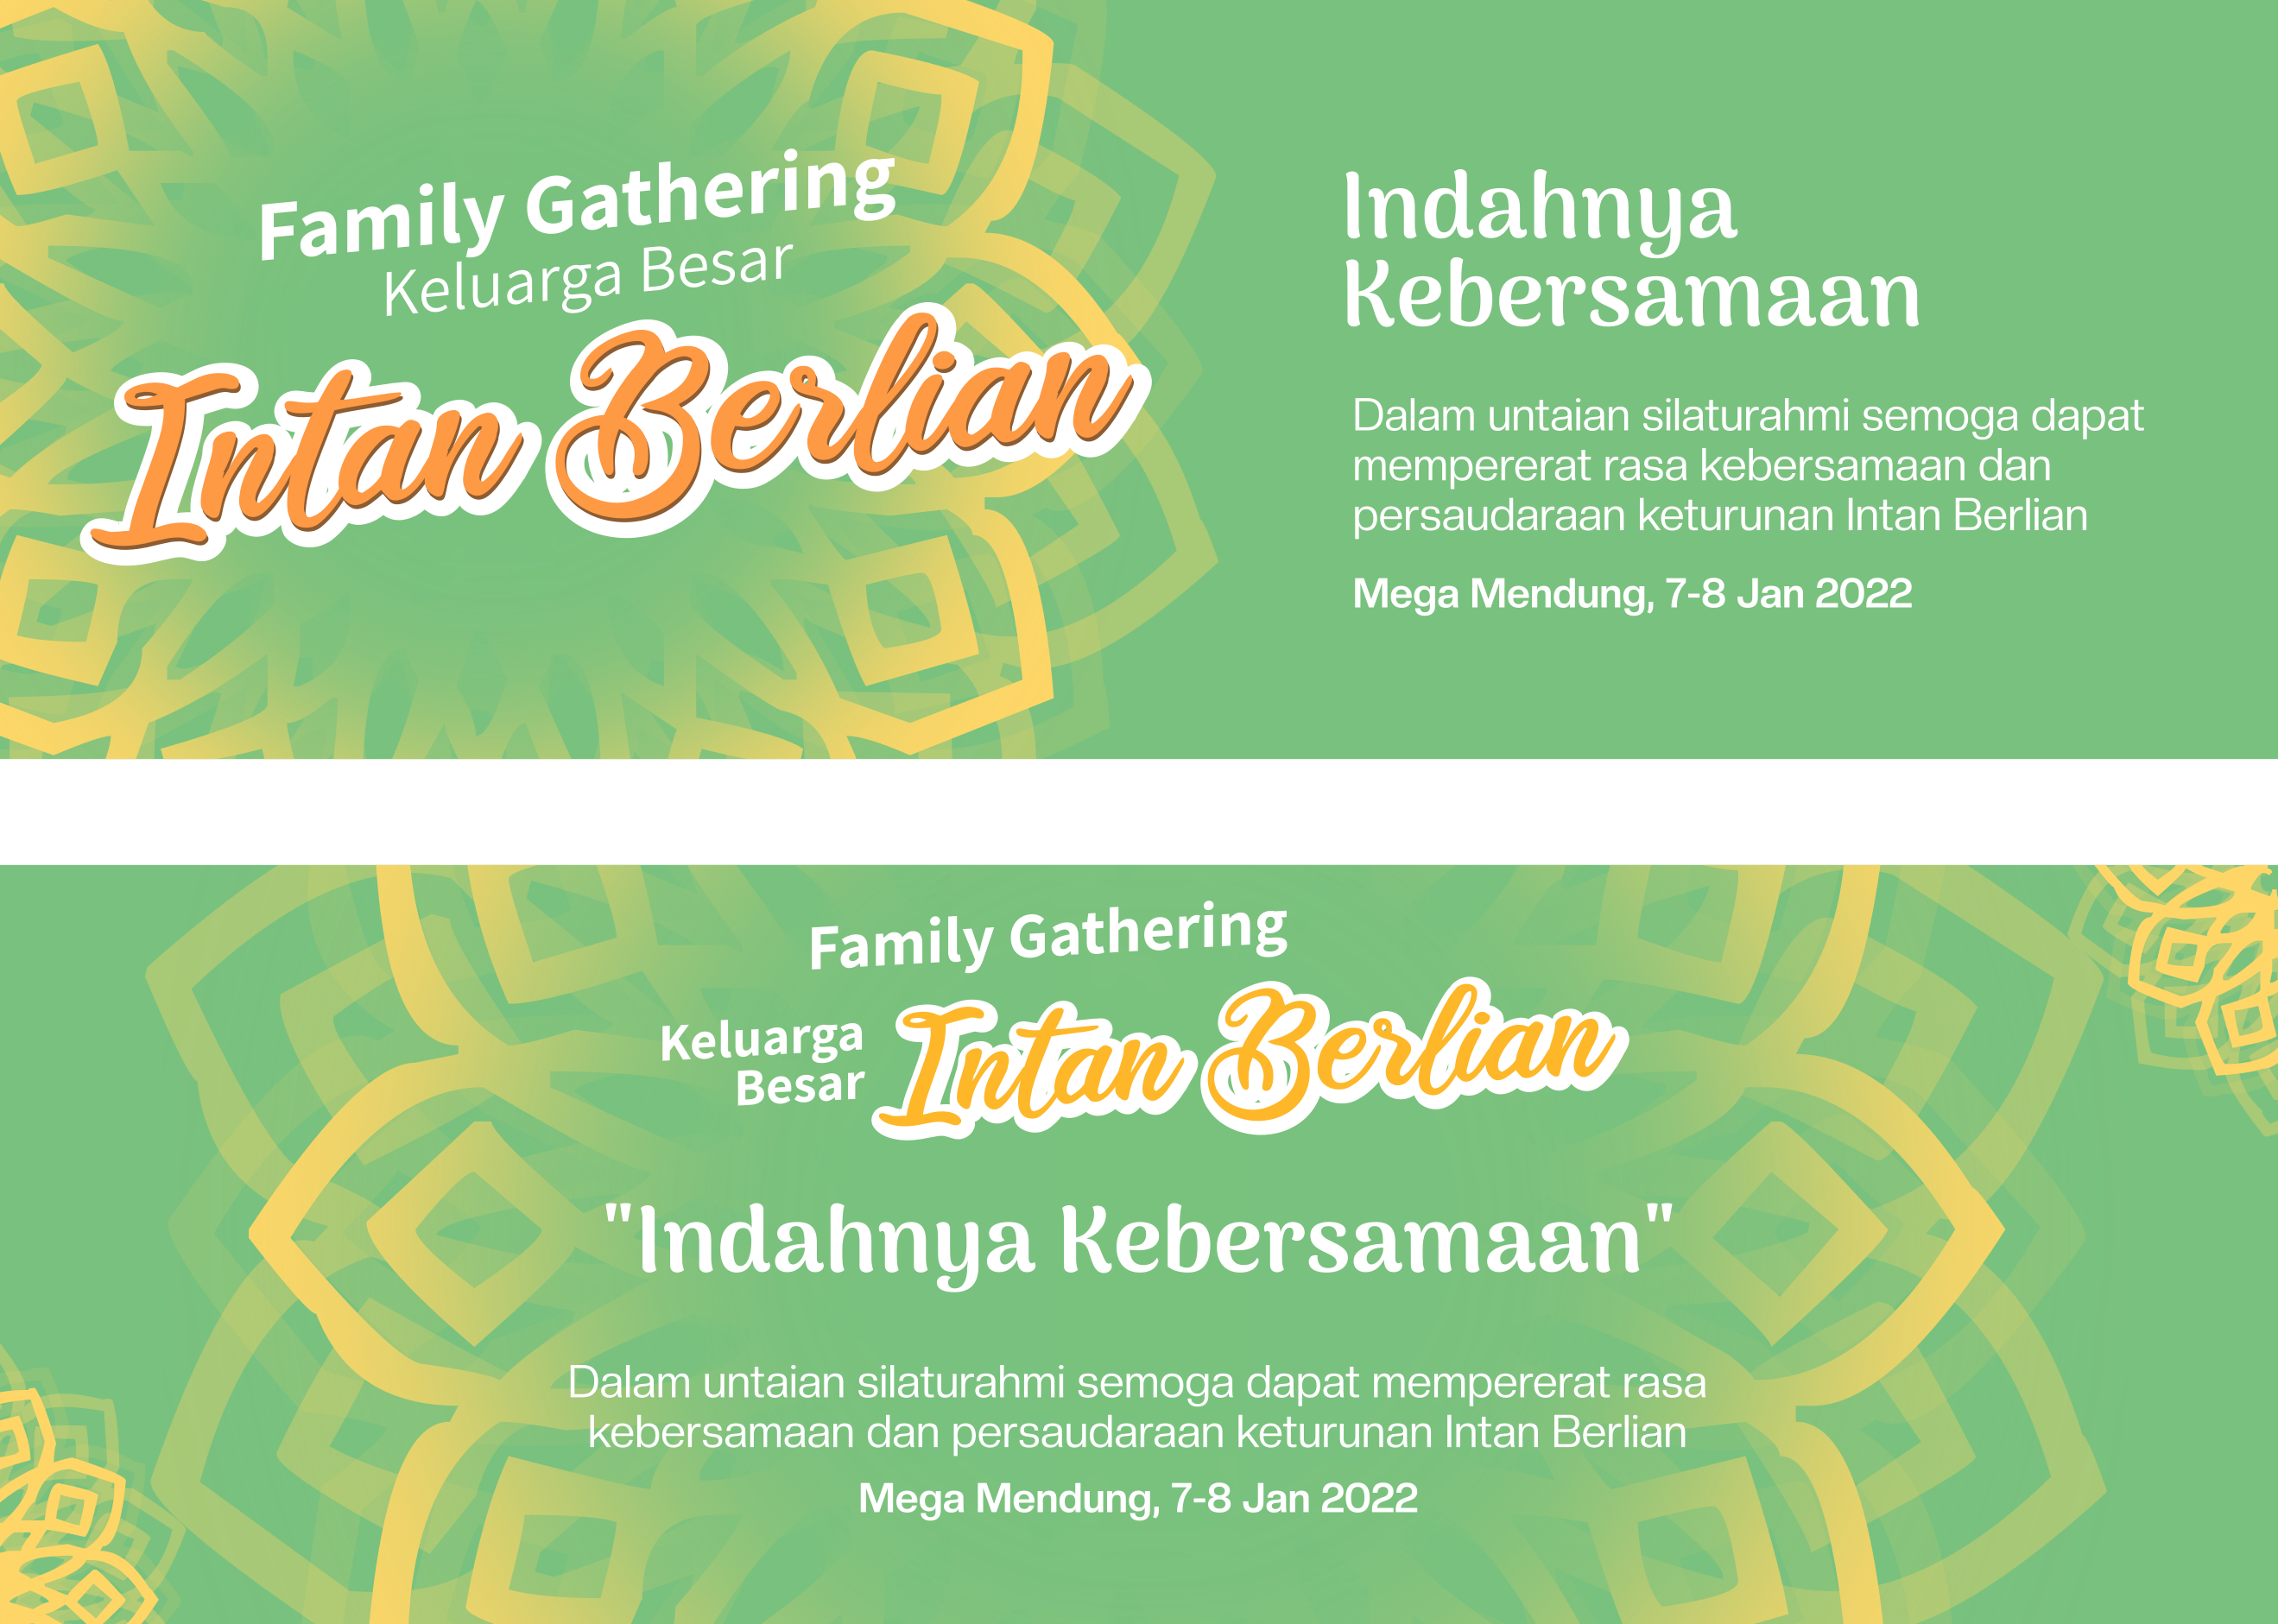 Family Gathering
Keluarga Besar
Intan Berlian
Indahnya
Kebersamaan
Dalam untaian silaturahmi semoga dapat
mempererat rasa kebersamaan dan
persaudaraan keturunan Intan Berlian
Mega Mendung, 7-8 Jan 2022
Family Gathering
Keluarga
Besar
Intan Berlian
"Indahnya Kebersamaan"
Dalam untaian silaturahmi semoga dapat mempererat rasa
kebersamaan dan persaudaraan keturunan Intan Berlian
Mega Mendung, 7-8 Jan 2022